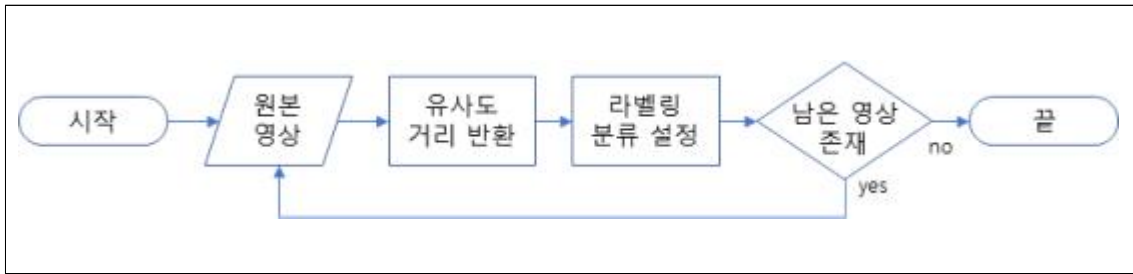 시작
원본
영상
유사도
거리 반환
라벨링
분류 설정
남은 영상
존재
no
yes
끝